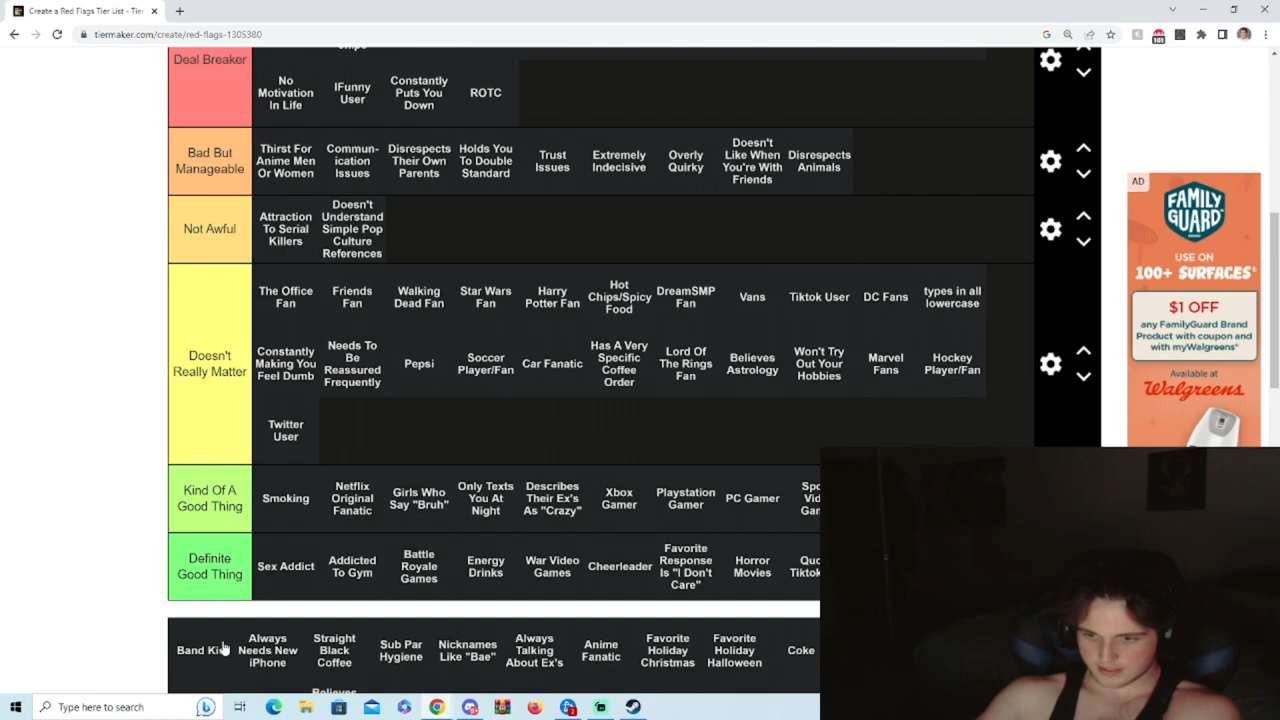 Create a Red Flags Tier List - Tier
tiermaker.com/create/red-flags-1305380
101
Deal Breaker
No
Motivation
In Life
IFunny
User
Constantly
Puts You
Down
ROTC
Bad But
Manageable
Thirst For
Anime Men
Or Women
Commun-
ication
Issues
Disrespects
Their Own
Parents
Holds You
To Double
Standard
Trust
Issues
Extremely
Indecisive
Overly
Quirky
Doesn't
Like When
You're With
Friends
Disrespects
Animals
Not Awful
Attraction
To Serial
Killers
Doesn't
Understand
Simple Pop
Culture
References
Doesn't
Really Matter
The Office
Fan
Friends
Fan
Walking
Dead Fan
Star Wars
Fan
Harry
Potter Fan
Hot
Chips/Spicy
Food
DreamSMP
Fan
Vans
Tiktok User
DC Fans
types in all
lowercase
Constantly
Making You
Feel Dumb
Needs To
Be
Reassured
Frequently
Pepsi
Soccer
Player/Fan
Car Fanatic
Has A Very
Specific
Coffee
Order
Lord Of
The Rings
Fan
Believes
Astrology
Won't Try
Out Your
Hobbies
Marvel
Fans
Hockey
Player/Fan
Twitter
User
Kind Of A
Good Thing
Smoking
Netflix
Original
Fanatic
Girls Who
Say "Bruh"
Only Texts
You At
Night
Describes
Their Ex's
As "Crazy"
Xbox
Gamer
Playstation
Gamer
PC Gamer
Definite
Good Thing
Sex Addict
Addicted
To Gym
Battle
Royale
Games
Energy
Drinks
War Video
Games
Cheerleader
Favorite
Response
Is "I Don't
Care"
Horror
Movies
Band
Always
Needs New
iPhone
Straight
Black
Coffee
Sub Par
Hygiene
Nicknames
Like "Bae"
Always
Talking
About Ex's
Anime
Fanatic
Favorite
Holiday
Christmas
Favorite
Holiday
Halloween
Coke
Believes
AD
FAMILY
GUARD
USE ON
100+ SURFACES
$1 OFF
any FamilyGuard Brand
Product with coupon and
with myWalgreens
Available at
Walgreens
Type here to search